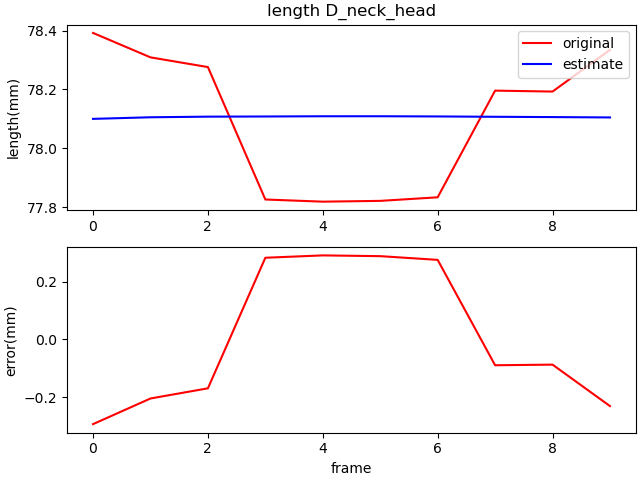 length D_neck_head
78.4
78.2
78.0
77.8
length(mm)
original
estimate
0 2 4 6 8
0.2
0.0
−0.2
error(mm)
0 2 4 6 8
frame